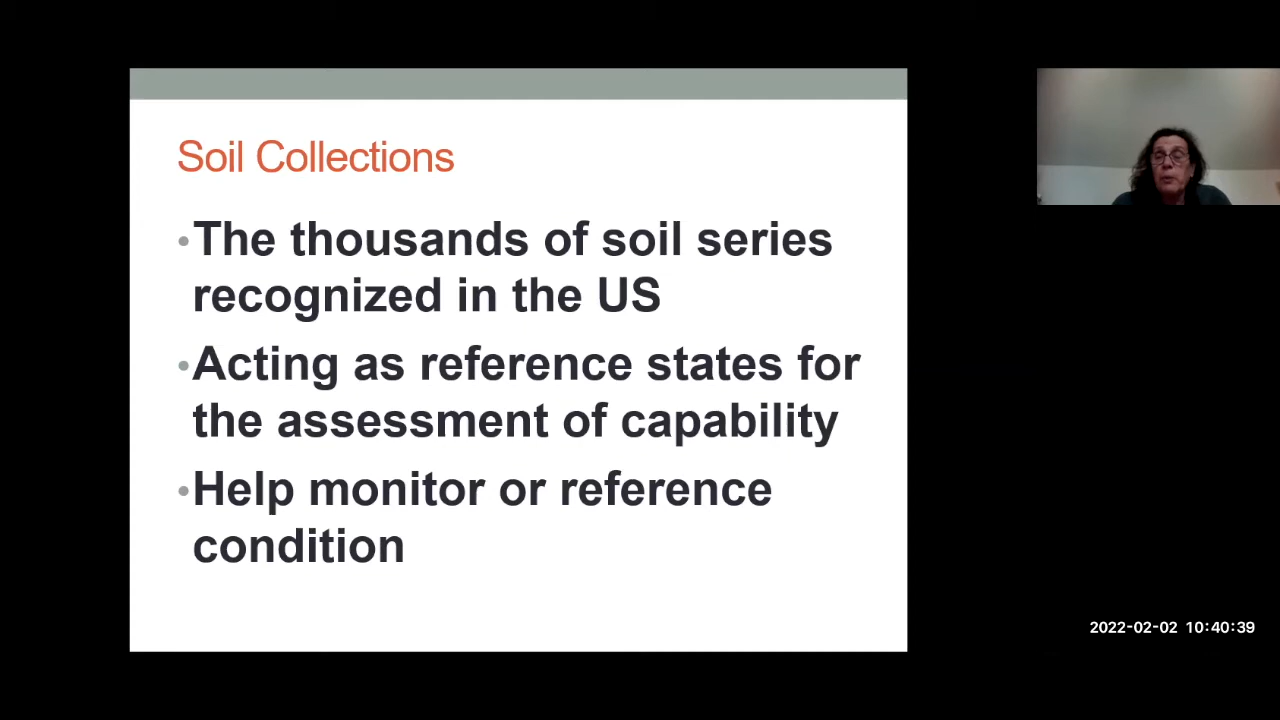 Soil Collections
•The thousands of soil series
recognized in the US
•Acting as reference states for
the assessment of capability
•Help monitor or reference
condition
2022-02-02 10:40:39